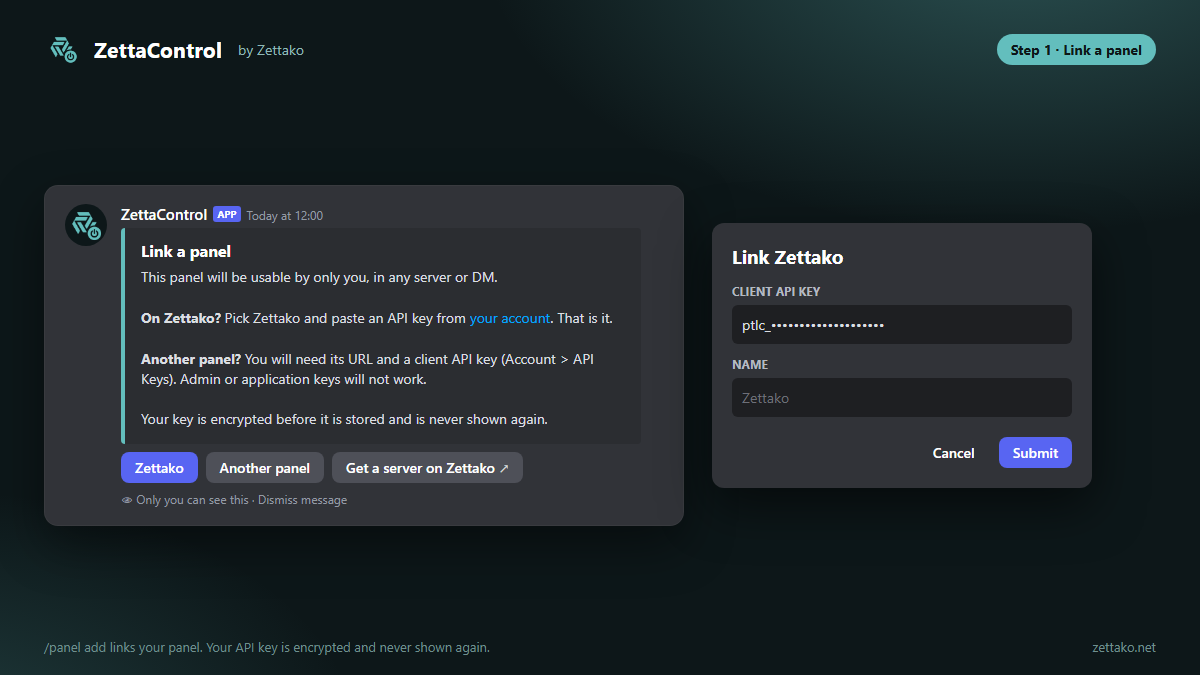 ZettaControl by Zettako
Step 1 · Link a panel
ZettaControl APP Today at 12:00
Link a panel
This panel will be usable by only you, in any server or DM.
On Zettako? Pick Zettako and paste an API key from your account. That is it.
Another panel? You will need its URL and a client API key (Account > API
Keys). Admin or application keys will not work.
Your key is encrypted before it is stored and is never shown again.
Zettako
Another panel
Get a server on Zettako ↗
Only you can see this · Dismiss message
Link Zettako
CLIENT API KEY
ptlc_••••••••••••••••••••
NAME
Zettako
Cancel
Submit
/panel add links your panel. Your API key is encrypted and never shown again.
zettako.net